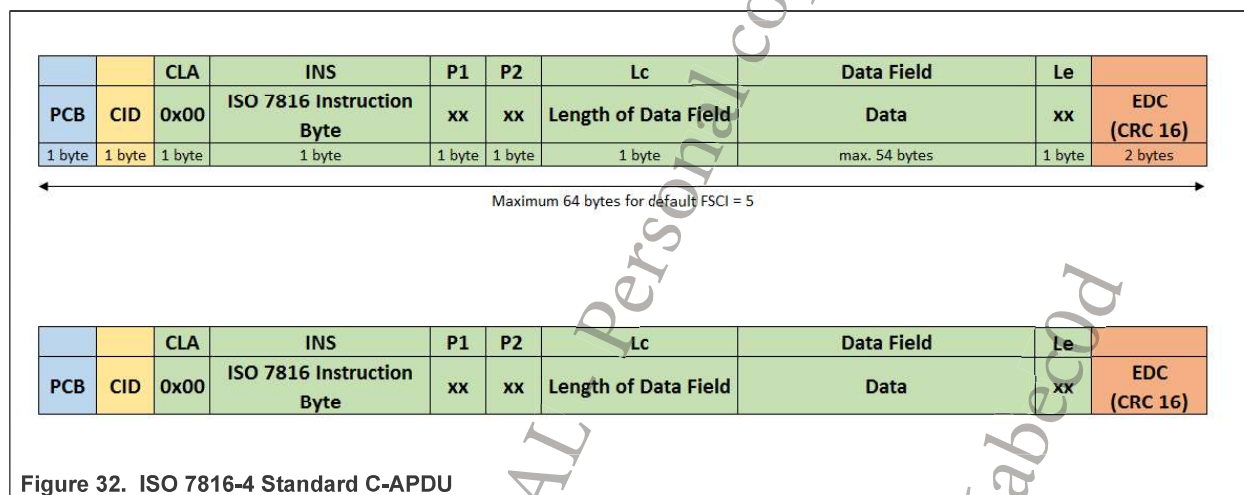 CLA INS P1 P2 Lc Data Field Le
PCB CID 0x00 ISO 7816 Instruction Byte xx xx Length of Data Field Data xx EDC (CRC 16)
1 byte 1 byte 1 byte 1 byte 1 byte 1 byte 1 byte max. 54 bytes 1 byte 2 bytes
Maximum 64 bytes for default FSCI = 5
CLA INS P1 P2 Lc Data Field Le
PCB CID 0x00 ISO 7816 Instruction Byte xx xx Length of Data Field Data xx EDC (CRC 16)
Figure 32. ISO 7816-4 Standard C-APDU
AL - Personal cop
abec0d